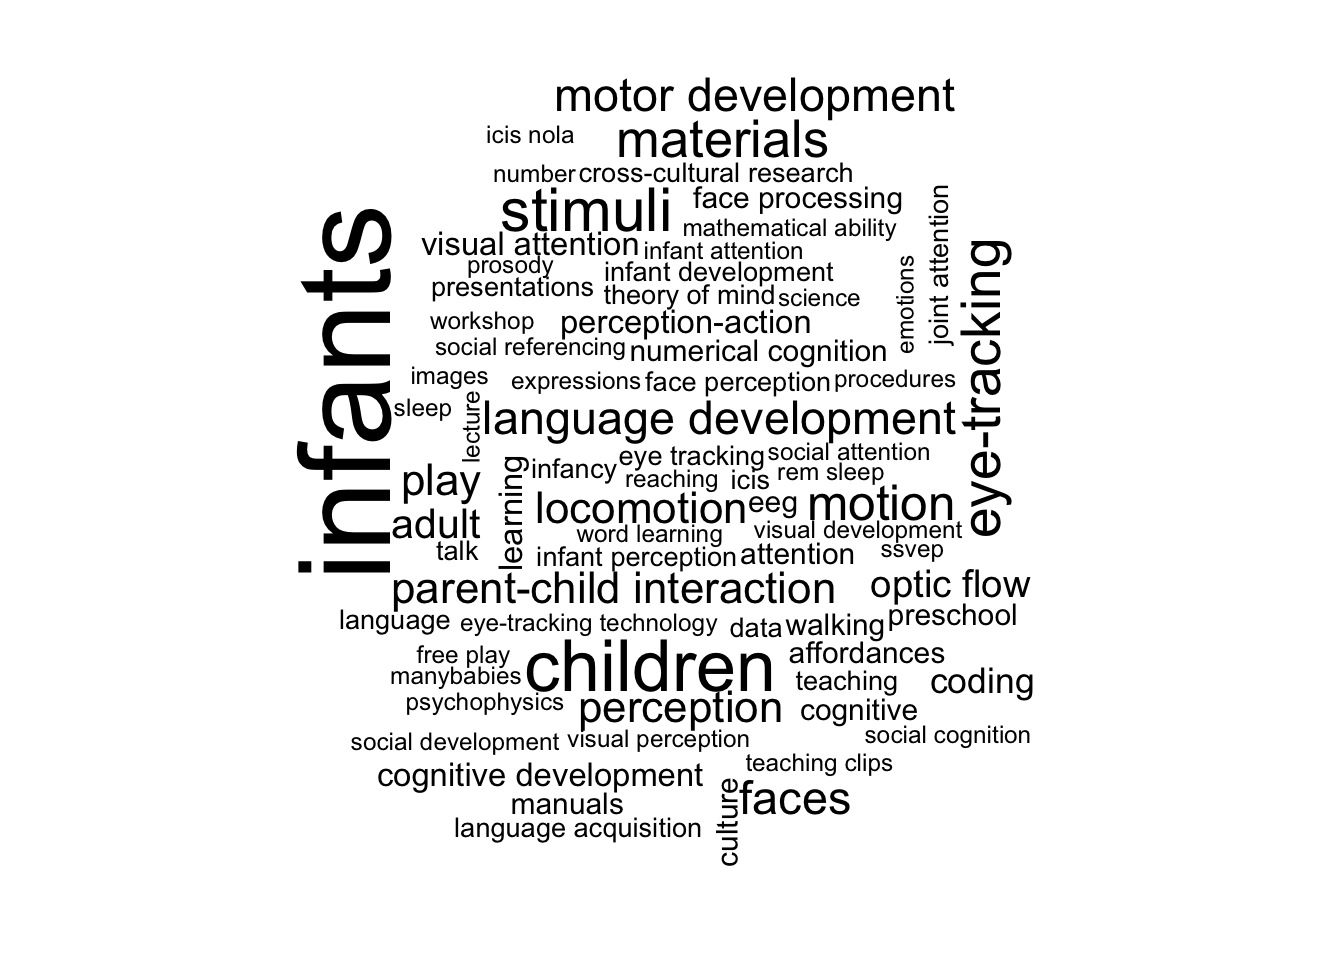 motor development
icis nola
materials
number
cross-cultural research
stimuli
face processing
mathematical ability
joint attention
infants
visual attention
infant attention
eye-tracking
prosody
infant development
emotions
presentations
theory of mind
science
workshop
perception-action
social referencing
numerical cognition
images
expressions
face perception
procedures
sleep
lecture
language development
eye tracking
social attention
play
learning
infancy
reaching
icis
rem sleep
locomotion
eeg
motion
adult
word learning
visual development
talk
infant perception
attention
ssvep
parent-child interaction
optic flow
language
eye-tracking technology
data
walking
preschool
free play
children
affordances
manybabies
teaching
coding
psychophysics
perception
cognitive
social development
visual perception
social cognition
teaching clips
cognitive development
culture
faces
manuals
language acquisition